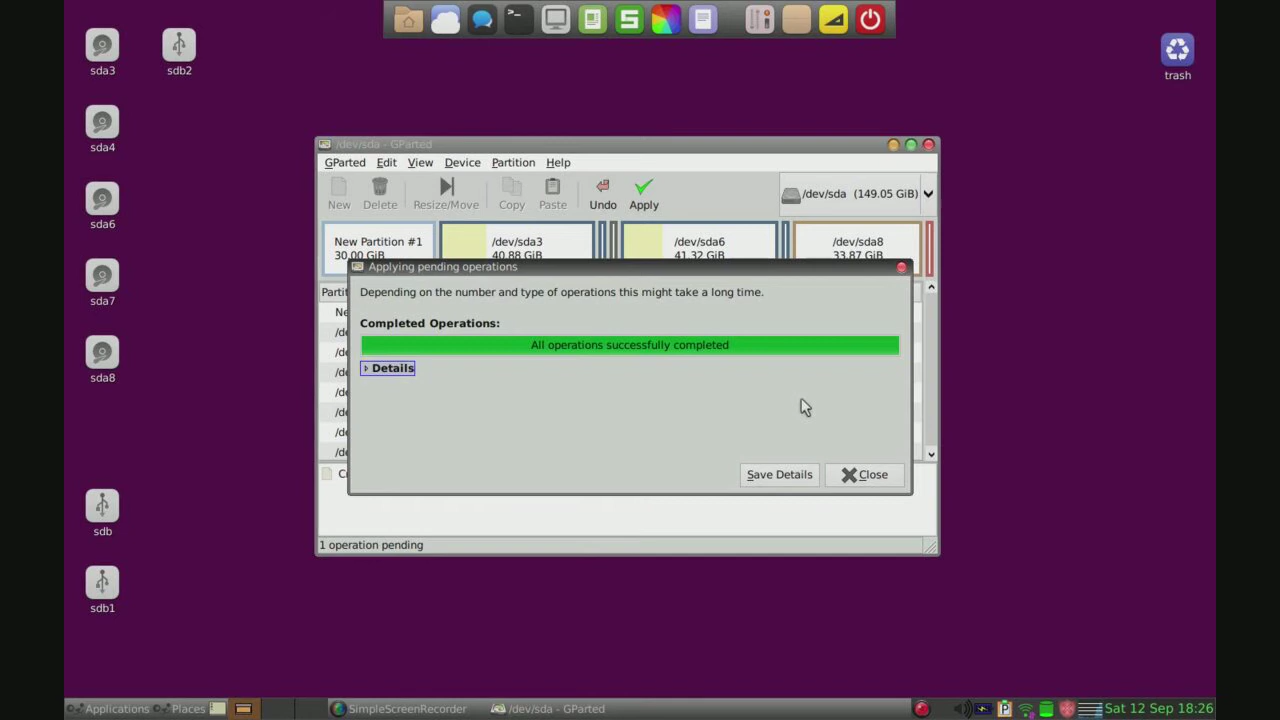 sda3
sdb2
trash
sda4
sda6
sda7
sda8
sdb
sdb1
/dev/sda - GParted
GParted Edit View Device Partition Help
New Delete Resize/Move Copy Paste Undo Apply
/dev/sda (149.05 GiB)
New Partition #1
30.00 GiB
/dev/sda3
40.88 GiB
/dev/sda6
41.32 GiB
/dev/sda8
33.87 GiB
Applying pending operations
Depending on the number and type of operations this might take a long time.
Completed Operations:
All operations successfully completed
Details
Save Details
Close
1 operation pending
Applications Places SimpleScreenRecorder /dev/sda - GParted Sat 12 Sep 18:26